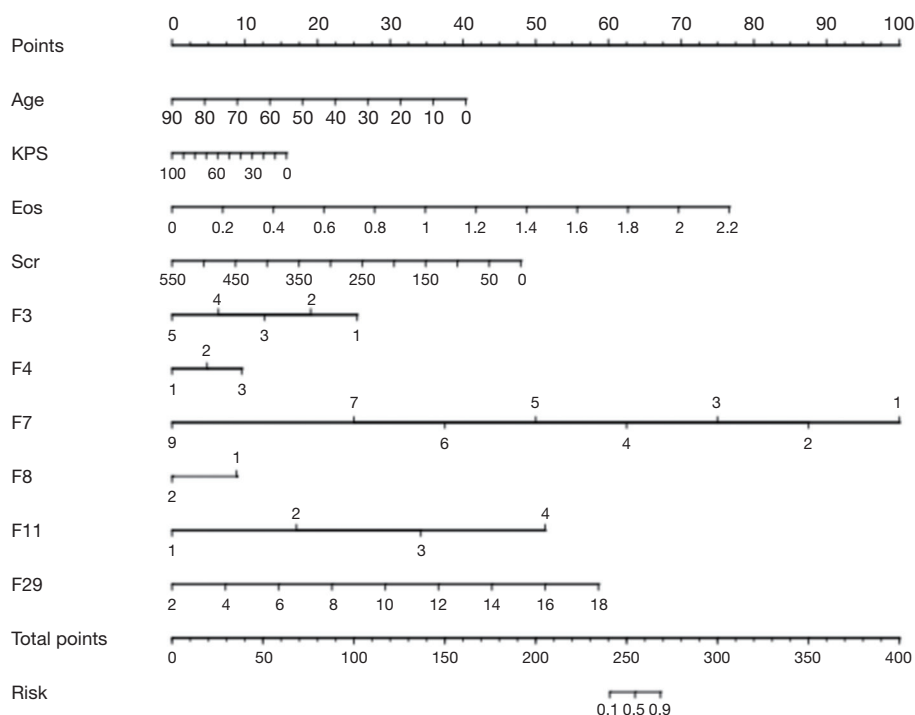 0 10 20 30 40 50 60 70 80 90 100
Points
Age
90 80 70 60 50 40 30 20 10 0
KPS
100 60 30 0
Eos
0 0.2 0.4 0.6 0.8 1 1.2 1.4 1.6 1.8 2 2.2
Scr
550 450 350 250 150 50 0
4 2
F3
5 3 1
2
F4
1 3
7 5 3 1
F7
9 6 4 2
1
F8
2
2 4
F11
1 3
F29
2 4 6 8 10 12 14 16 18
Total points
0 50 100 150 200 250 300 350 400
Risk
0.1 0.5 0.9